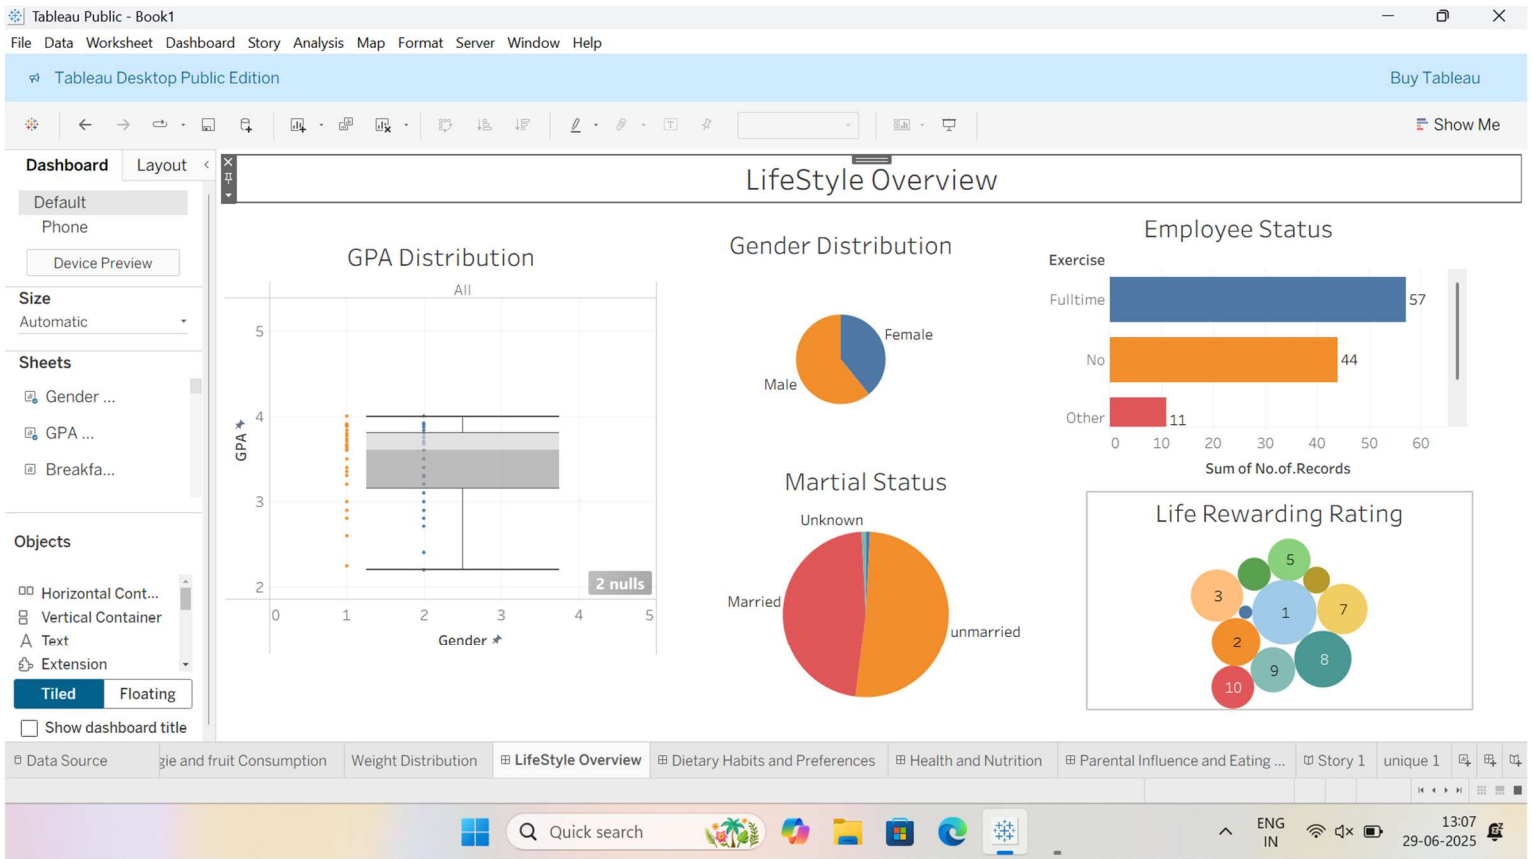 Tableau Public - Book1
File Data Worksheet Dashboard Story Analysis Map Format Server Window Help
Tableau Desktop Public Edition
Buy Tableau
Show Me
Dashboard Layout
Default
Phone
Device Preview
Size
Automatic
Sheets
Gender ...
GPA ...
Breakfa...
Objects
Horizontal Cont...
Vertical Container
Text
Extension
Tiled Floating
Show dashboard title
LifeStyle Overview
GPA Distribution
All
5
4
3
2
GPA
0 1 2 3 4 5
Gender
2 nulls
Gender Distribution
Female
Male
Martial Status
Unknown
Married
unmarried
Employee Status
Exercise
Fulltime 57
No 44
Other 11
0 10 20 30 40 50 60
Sum of No.of.Records
Life Rewarding Rating
5
3
1
7
2
8
9
10
Data Source gie and fruit Consumption Weight Distribution LifeStyle Overview Dietary Habits and Preferences Health and Nutrition Parental Influence and Eating ... Story 1 unique 1
Quick search
ENG
IN
13:07
29-06-2025